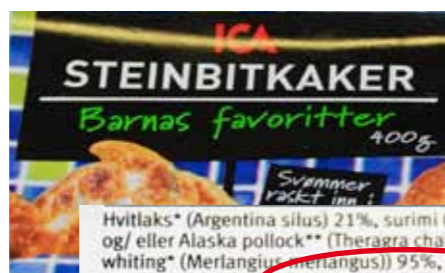 ICA
STEINBITKAKER
Barnas favoritter
400g
Svømmer
raskt inn i
Hvitlaks* (Argentina silus) 21%, surimi
og/ eller Alaska pollock** (Theragra cha
whiting* (Merlangius merlangus)) 95%,